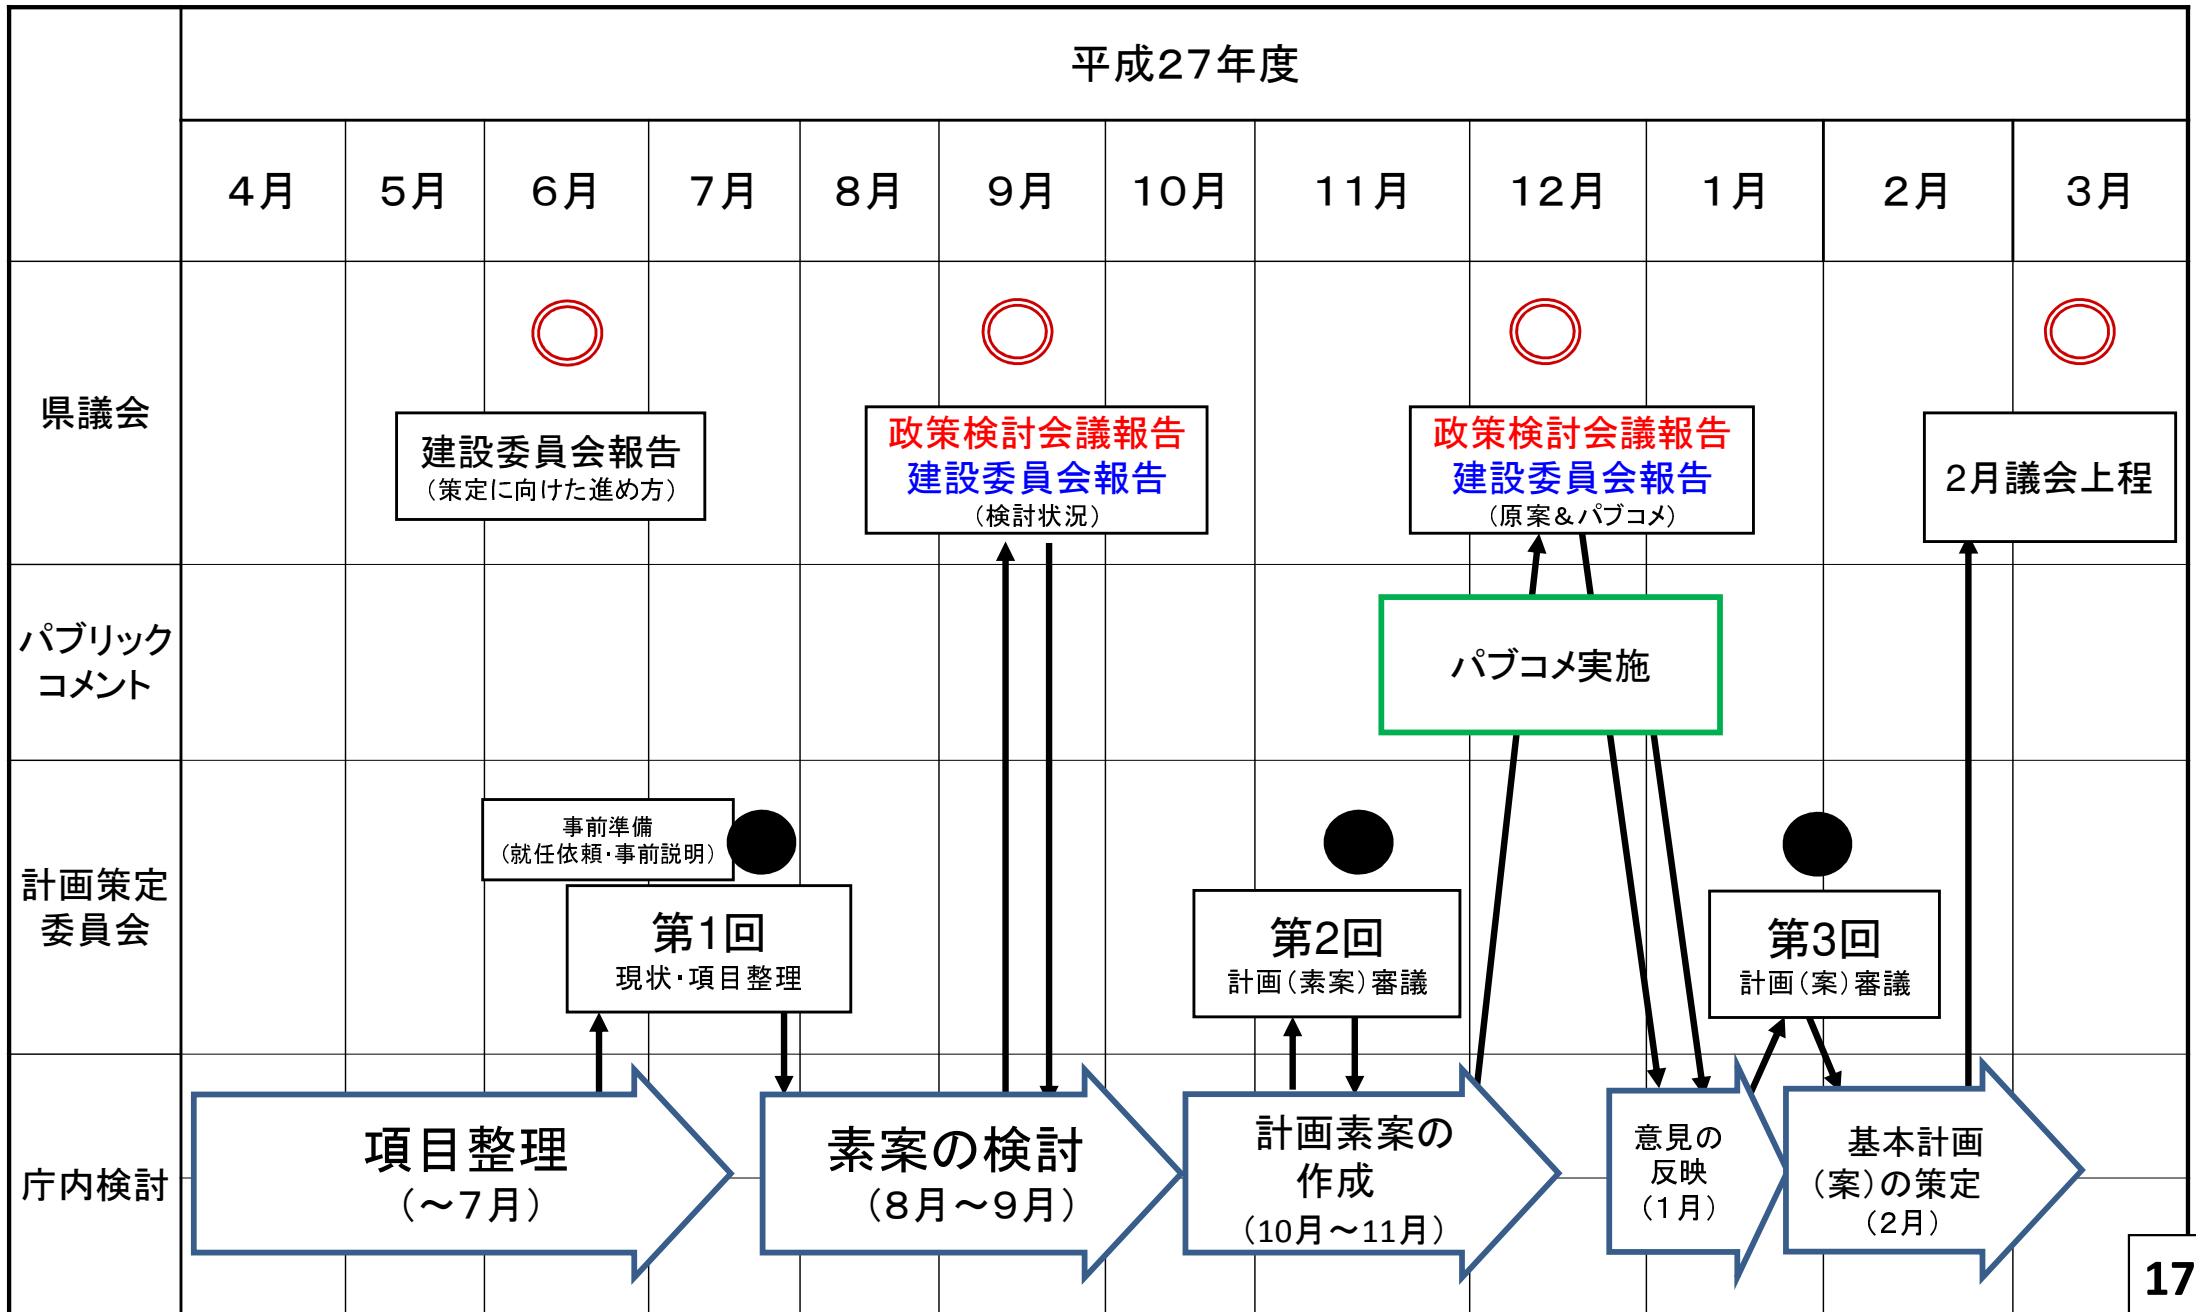 平成27年度
4月
5月
6月
7月
8月
9月
10月
11月
12月
1月
2月
3月
県議会
建設委員会報告
（策定に向けた進め方）
政策検討会議報告
建設委員会報告
（検討状況）
政策検討会議報告
建設委員会報告
（原案＆パブコメ）
2月議会上程
パブリック
コメント
パブコメ実施
計画策定
委員会
事前準備
（就任依頼・事前説明）
第1回
現状・項目整理
第2回
計画（素案）審議
第3回
計画（案）審議
庁内検討
項目整理
（～7月）
素案の検討
（8月～9月）
計画素案の
作成
（10月～11月）
意見の
反映
（1月）
基本計画
（案）の策定
（2月）
17